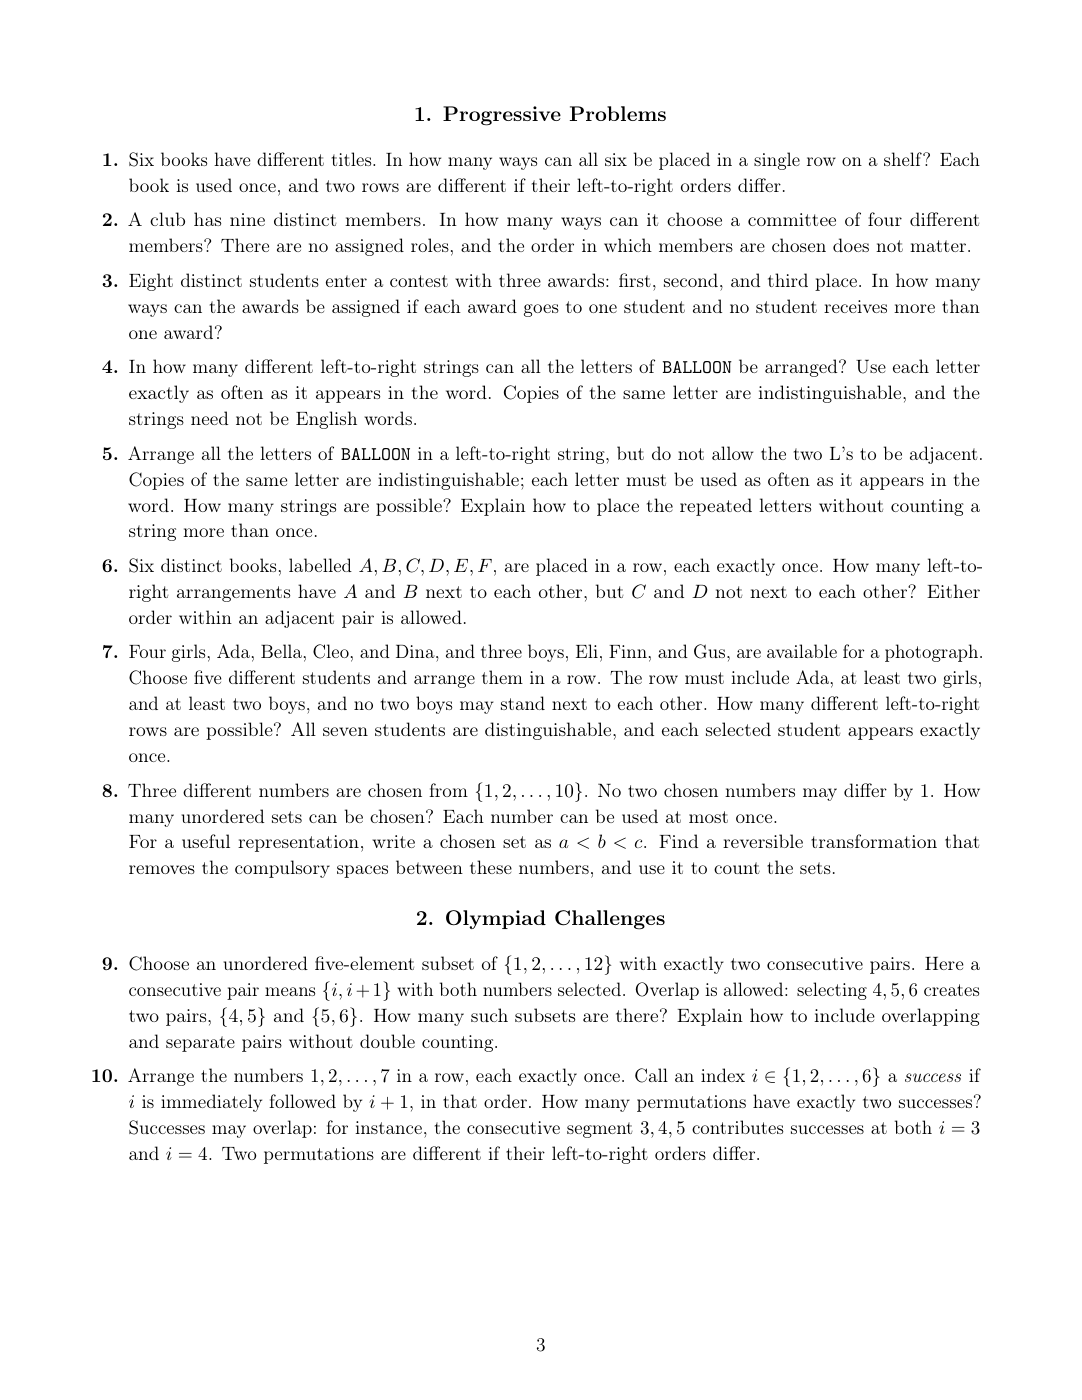 1. Progressive Problems
1. Six books have different titles. In how many ways can all six be placed in a single row on a shelf? Each
book is used once, and two rows are different if their left-to-right orders differ.
2. A club has nine distinct members. In how many ways can it choose a committee of four different
members? There are no assigned roles, and the order in which members are chosen does not matter.
3. Eight distinct students enter a contest with three awards: first, second, and third place. In how many
ways can the awards be assigned if each award goes to one student and no student receives more than
one award?
4. In how many different left-to-right strings can all the letters of BALLOON be arranged? Use each letter
exactly as often as it appears in the word. Copies of the same letter are indistinguishable, and the
strings need not be English words.
5. Arrange all the letters of BALLOON in a left-to-right string, but do not allow the two L's to be adjacent.
Copies of the same letter are indistinguishable; each letter must be used as often as it appears in the
word. How many strings are possible? Explain how to place the repeated letters without counting a
string more than once.
6. Six distinct books, labelled A, B, C, D, E, F, are placed in a row, each exactly once. How many left-to-
right arrangements have A and B next to each other, but C and D not next to each other? Either
order within an adjacent pair is allowed.
7. Four girls, Ada, Bella, Cleo, and Dina, and three boys, Eli, Finn, and Gus, are available for a photograph.
Choose five different students and arrange them in a row. The row must include Ada, at least two girls,
and at least two boys, and no two boys may stand next to each other. How many different left-to-right
rows are possible? All seven students are distinguishable, and each selected student appears exactly
once.
8. Three different numbers are chosen from {1, 2, . . . , 10}. No two chosen numbers may differ by 1. How
many unordered sets can be chosen? Each number can be used at most once.
For a useful representation, write a chosen set as a < b < c. Find a reversible transformation that
removes the compulsory spaces between these numbers, and use it to count the sets.
2. Olympiad Challenges
9. Choose an unordered five-element subset of {1, 2, . . . , 12} with exactly two consecutive pairs. Here a
consecutive pair means {i, i + 1} with both numbers selected. Overlap is allowed: selecting 4, 5, 6 creates
two pairs, {4, 5} and {5, 6}. How many such subsets are there? Explain how to include overlapping
and separate pairs without double counting.
10. Arrange the numbers 1, 2, . . . , 7 in a row, each exactly once. Call an index i ∈ {1, 2, . . . , 6} a success if
i is immediately followed by i + 1, in that order. How many permutations have exactly two successes?
Successes may overlap: for instance, the consecutive segment 3, 4, 5 contributes successes at both i = 3
and i = 4. Two permutations are different if their left-to-right orders differ.
3